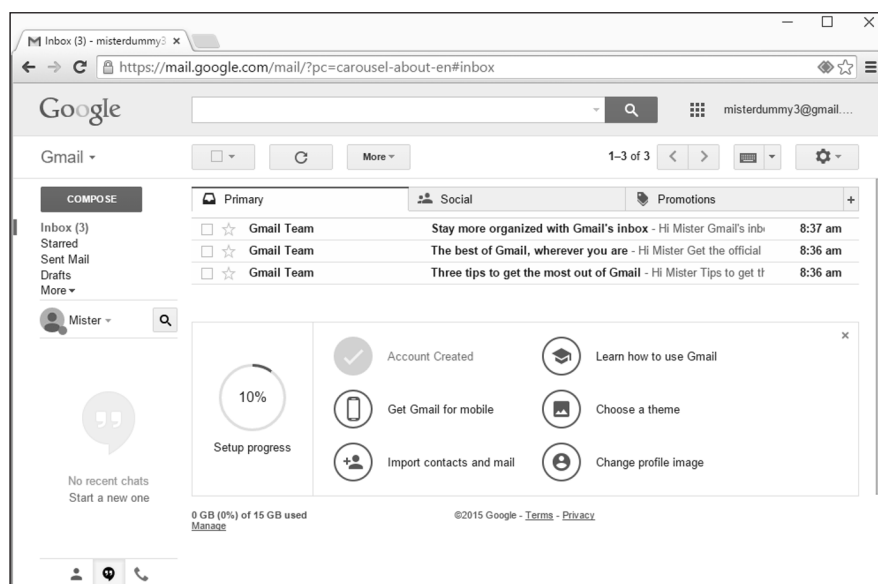 Inbox (3) - misterdummy3
https://mail.google.com/mail/?pc=carousel-about-en#inbox
Google
misterdummy3@gmail....
Gmail
More
1–3 of 3
COMPOSE
Primary
Social
Promotions
+
Inbox (3)
Starred
Sent Mail
Drafts
More
Gmail Team Stay more organized with Gmail's inbox - Hi Mister Gmail's inb 8:37 am
Gmail Team The best of Gmail, wherever you are - Hi Mister Get the official 8:36 am
Gmail Team Three tips to get the most out of Gmail - Hi Mister Tips to get th 8:36 am
Mister
10%
Setup progress
Account Created
Learn how to use Gmail
Get Gmail for mobile
Choose a theme
Import contacts and mail
Change profile image
No recent chats
Start a new one
0 GB (0%) of 15 GB used
Manage
©2015 Google - Terms - Privacy